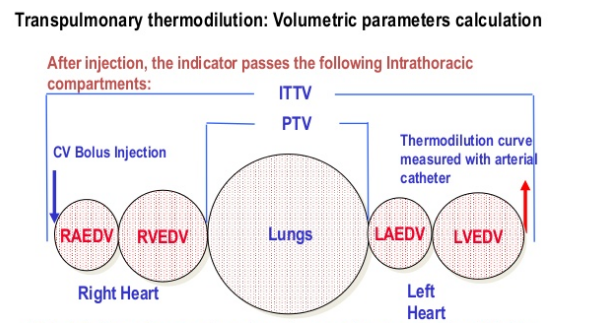 Transpulmonary thermodilution: Volumetric parameters calculation
After injection, the indicator passes the following Intrathoracic
compartments:
ITTV
PTV
CV Bolus Injection
Thermodilution curve
measured with arterial
catheter
RAEDV
RVEDV
Lungs
LAEDV
LVEDV
Right Heart
Left
Heart